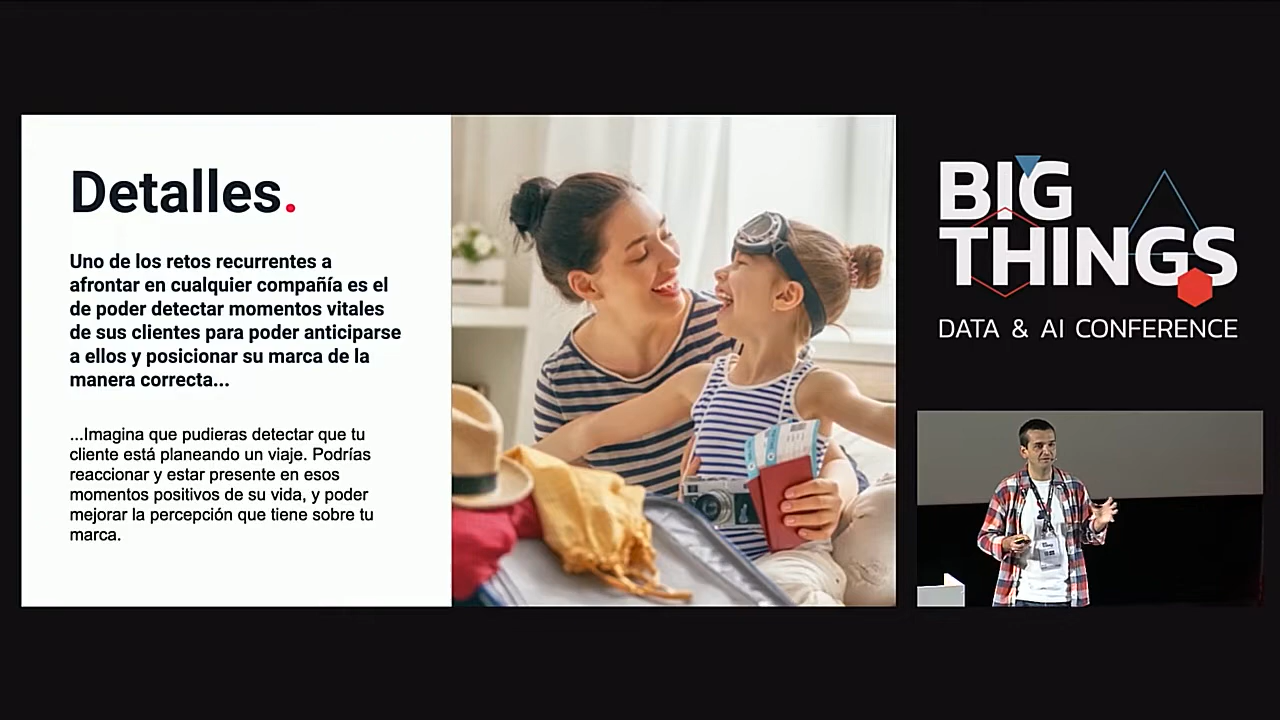 Detalles.
Uno de los retos recurrentes a
afrontar en cualquier compañía es el
de poder detectar momentos vitales
de sus clientes para poder anticiparse
a ellos y posicionar su marca de la
manera correcta...
...Imagina que pudieras detectar que tu
cliente está planeando un viaje. Podrías
reaccionar y estar presente en esos
momentos positivos de su vida, y poder
mejorar la percepción que tiene sobre tu
marca.
BIG
THINGS
DATA & AI CONFERENCE